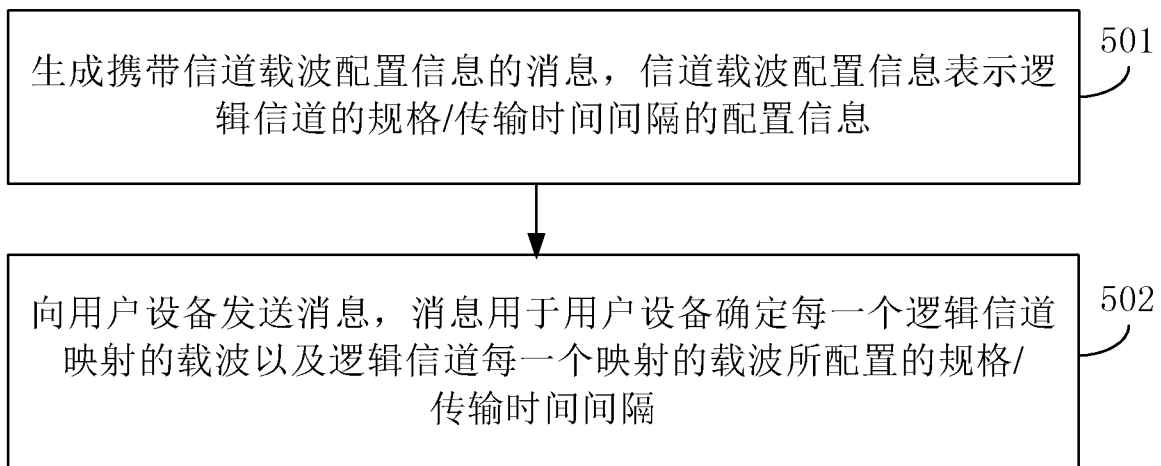 生成携带信道载波配置信息的消息，信道载波配置信息表示逻
辑信道的规格/传输时间间隔的配置信息
501
向用户设备发送消息，消息用于用户设备确定每一个逻辑信道
映射的载波以及逻辑信道每一个映射的载波所配置的规格/
传输时间间隔
502